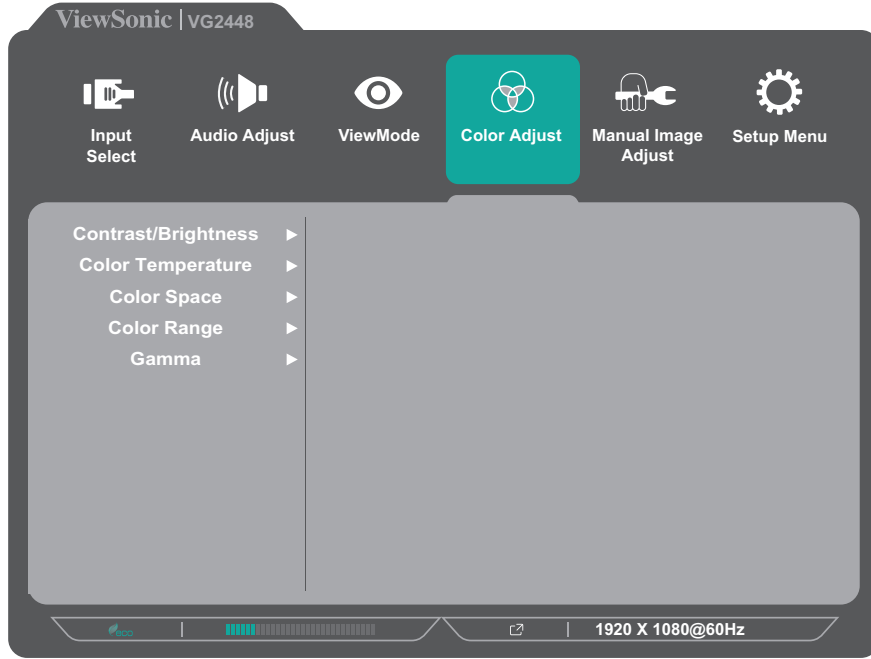 ViewSonic | VG2448
Input
Select
Audio Adjust
ViewMode
Color Adjust
Manual Image
Adjust
Setup Menu
Contrast/Brightness
Color Temperature
Color Space
Color Range
Gamma
eco
1920 X 1080@60Hz